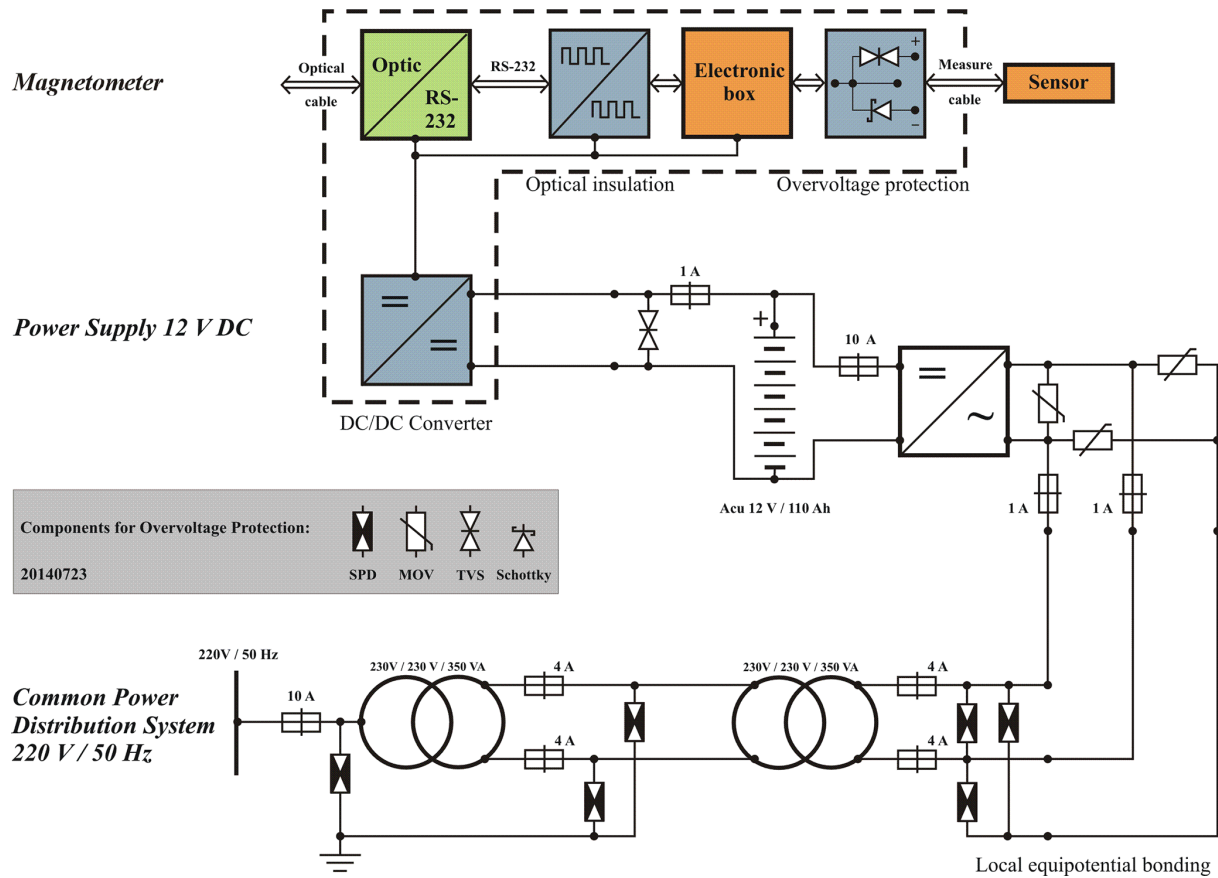 Magnetometer
Optical
cable
Optic
RS-
232
RS-232
Electronic
box
+
−
Measure
cable
Sensor
Optical insulation
Overvoltage protection
Power Supply 12 V DC
DC/DC Converter
1 A
+
10 A
~
Acu 12 V / 110 Ah
1 A
1 A
Components for Overvoltage Protection:
20140723
SPD
MOV
TVS
Schottky
Common Power
Distribution System
220 V / 50 Hz
220V / 50 Hz
10 A
230V / 230 V / 350 VA
4 A
4 A
230V / 230 V / 350 VA
4 A
4 A
Local equipotential bonding